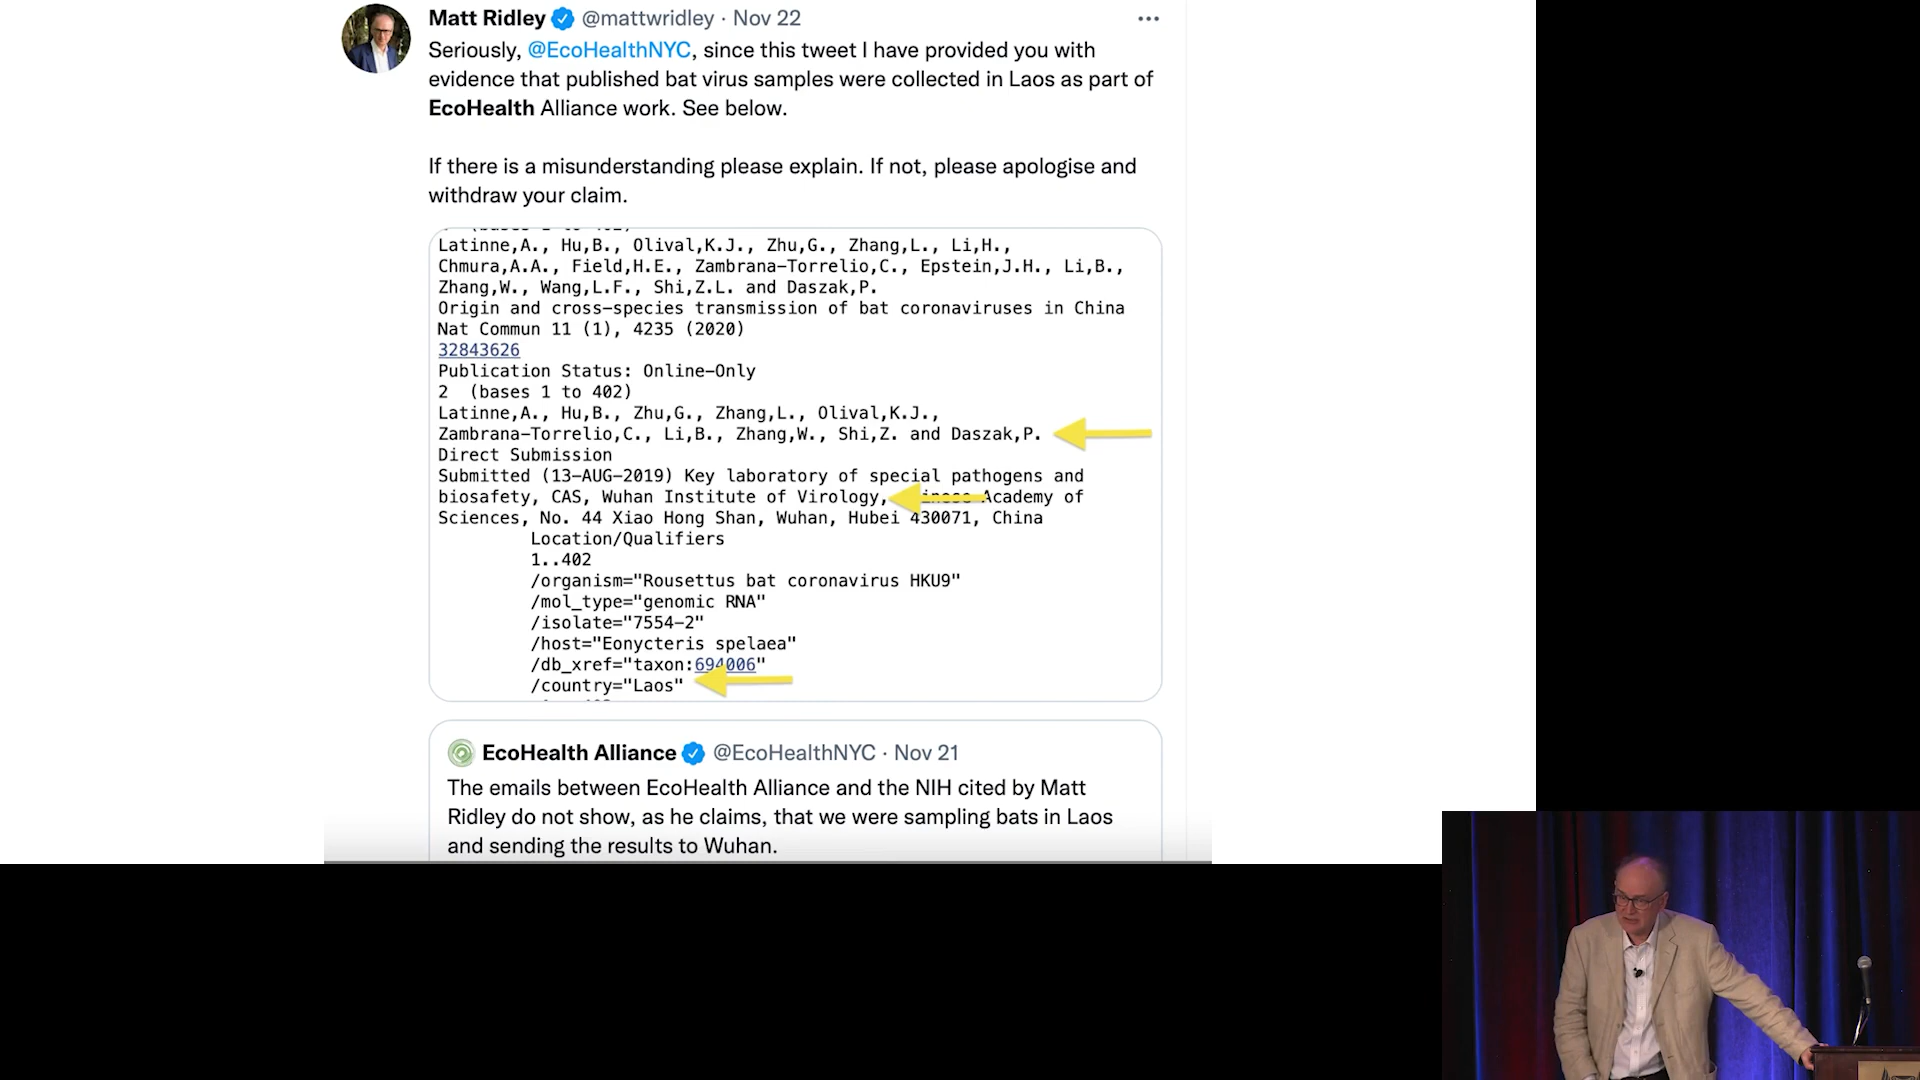 Matt Ridley @mattwridley · Nov 22
Seriously, @EcoHealthNYC, since this tweet I have provided you with
evidence that published bat virus samples were collected in Laos as part of
EcoHealth Alliance work. See below.
If there is a misunderstanding please explain. If not, please apologise and
withdraw your claim.
Latinne,A., Hu,B., Olival,K.J., Zhu,G., Zhang,L., Li,H.,
Chmura,A.A., Field,H.E., Zambrana-Torrelio,C., Epstein,J.H., Li,B.,
Zhang,W., Wang,L.F., Shi,Z.L. and Daszak,P.
Origin and cross-species transmission of bat coronaviruses in China
Nat Commun 11 (1), 4235 (2020)
32843626
Publication Status: Online-Only
2 (bases 1 to 402)
Latinne,A., Hu,B., Zhu,G., Zhang,L., Olival,K.J.,
Zambrana-Torrelio,C., Li,B., Zhang,W., Shi,Z. and Daszak,P.
Direct Submission
Submitted (13-AUG-2019) Key laboratory of special pathogens and
biosafety, CAS, Wuhan Institute of Virology, Academy of
Sciences, No. 44 Xiao Hong Shan, Wuhan, Hubei 430071, China
Location/Qualifiers
1..402
/organism="Rousettus bat coronavirus HKU9"
/mol_type="genomic RNA"
/isolate="7554-2"
/host="Eonycteris spelaea"
/db_xref="taxon:694006"
/country="Laos"
EcoHealth Alliance @EcoHealthNYC · Nov 21
The emails between EcoHealth Alliance and the NIH cited by Matt
Ridley do not show, as he claims, that we were sampling bats in Laos
and sending the results to Wuhan.